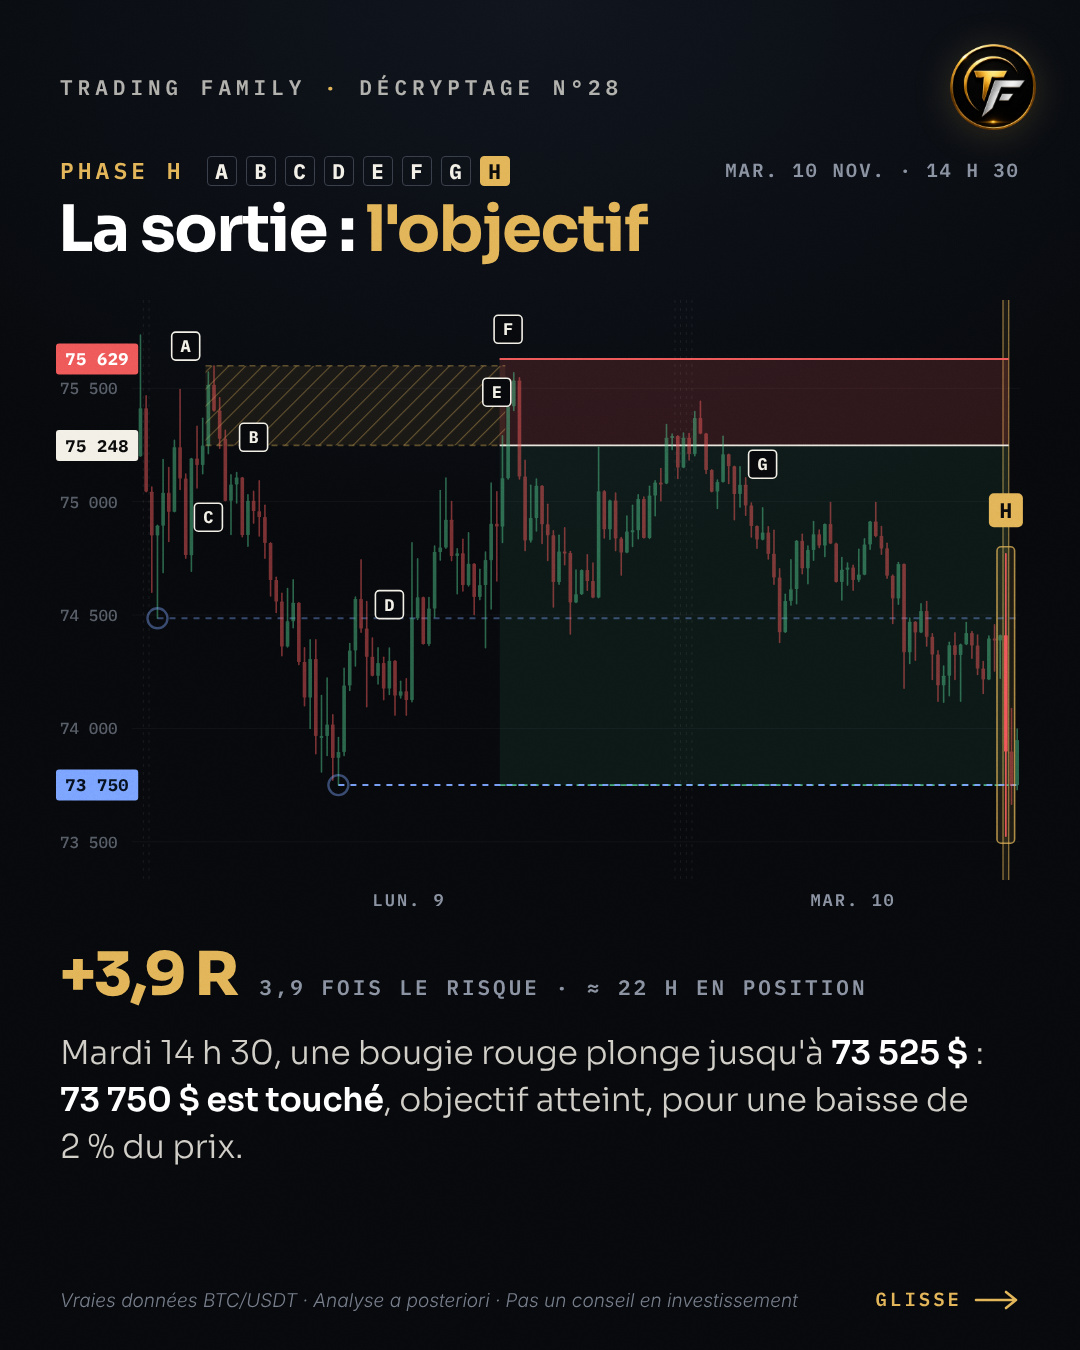 TRADING FAMILY · DÉCRYPTAGE N°28
TF
PHASE H A B C D E F G H
MAR. 10 NOV. · 14 H 30
La sortie : l'objectif
F
A
75 629
75 500
E
B
75 248
G
75 000
C
H
D
74 500
74 000
73 750
73 500
LUN. 9
MAR. 10
+3,9 R 3,9 FOIS LE RISQUE · ≈ 22 H EN POSITION
Mardi 14 h 30, une bougie rouge plonge jusqu'à 73 525 $ :
73 750 $ est touché, objectif atteint, pour une baisse de
2 % du prix.
Vraies données BTC/USDT · Analyse a posteriori · Pas un conseil en investissement
GLISSE →